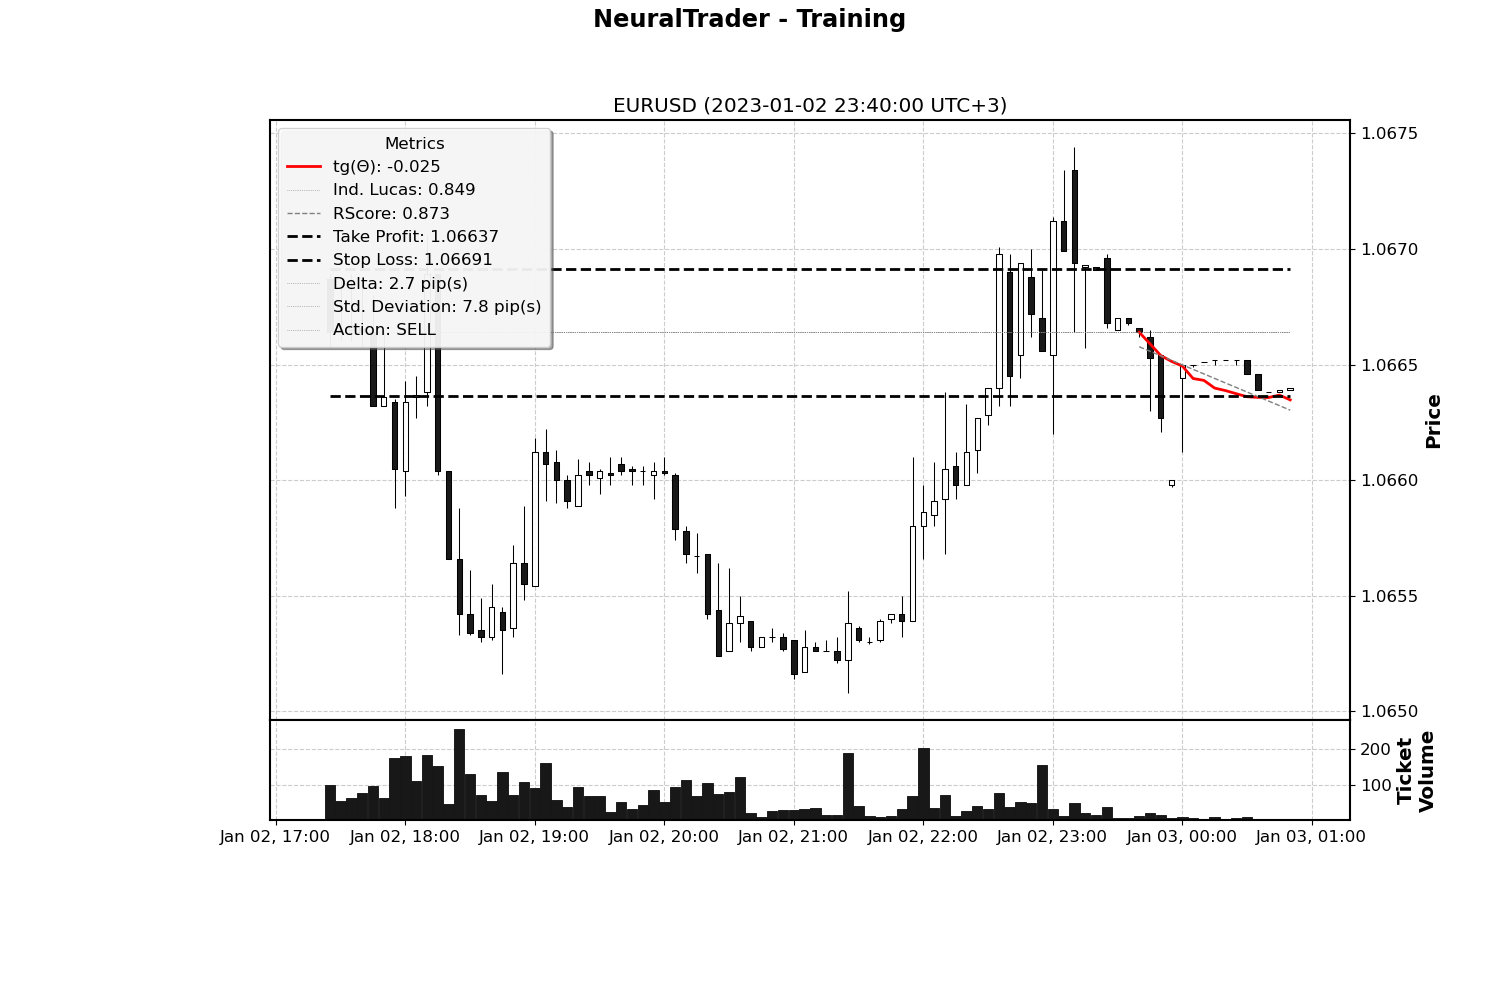 NeuralTrader - Training
EURUSD (2023-01-02 23:40:00 UTC+3)
Metrics
tg(Θ): -0.025
Ind. Lucas: 0.849
RScore: 0.873
Take Profit: 1.06637
Stop Loss: 1.06691
Delta: 2.7 pip(s)
Std. Deviation: 7.8 pip(s)
Action: SELL
1.0675
1.0670
1.0665
1.0660
1.0655
1.0650
Price
200
100
Ticket
Volume
Jan 02, 17:00
Jan 02, 18:00
Jan 02, 19:00
Jan 02, 20:00
Jan 02, 21:00
Jan 02, 22:00
Jan 02, 23:00
Jan 03, 00:00
Jan 03, 01:00